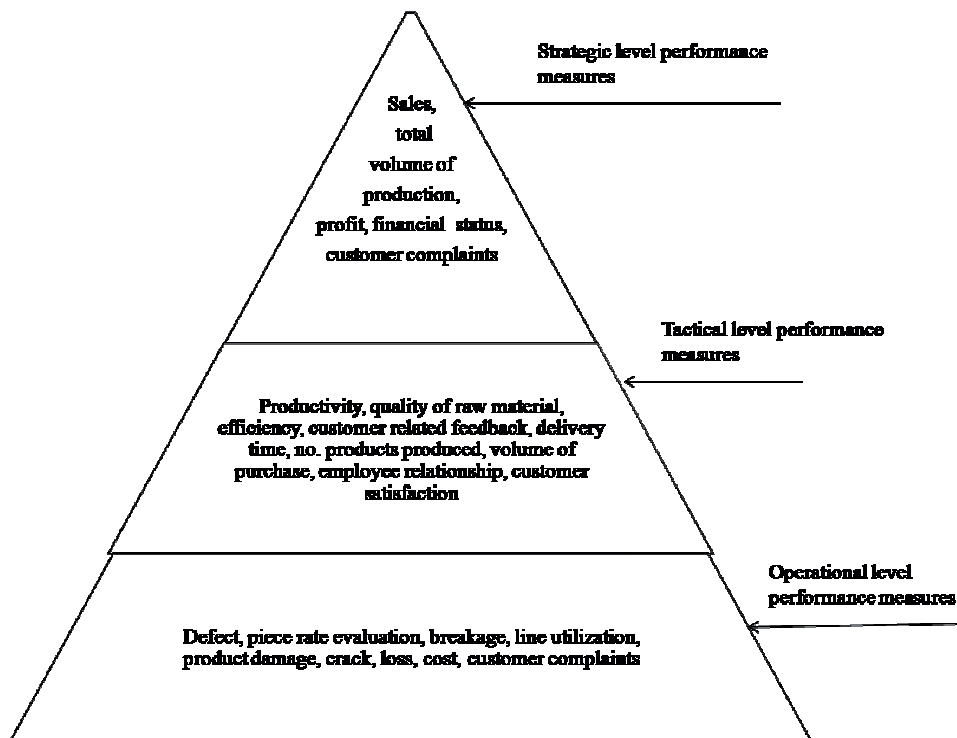 Strategic level performance
measures
Sales,
total
volume of
production,
profit, financial status,
customer complaints
Tactical level performance
measures
Productivity, quality of raw material,
efficiency, customer related feedback, delivery
time, no. products produced, volume of
purchase, employee relationship, customer
satisfaction
Operational level
performance measures
Defect, piece rate evaluation, breakage, line utilization,
product damage, crack, loss, cost, customer complaints